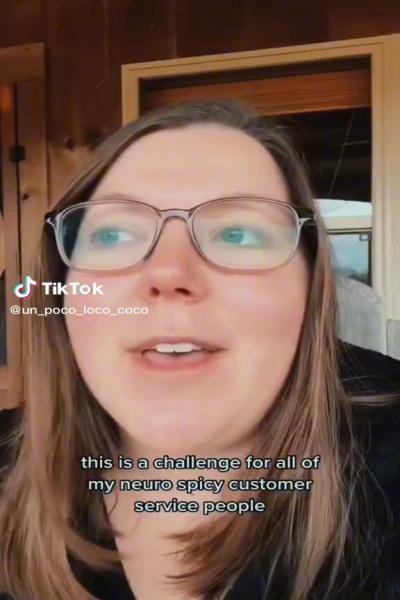 TikTok
@un_poco_loco_coco
this is a challenge for all of
my neuro spicy customer
service people